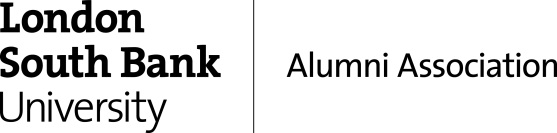 London
South Bank
University
Alumni Association